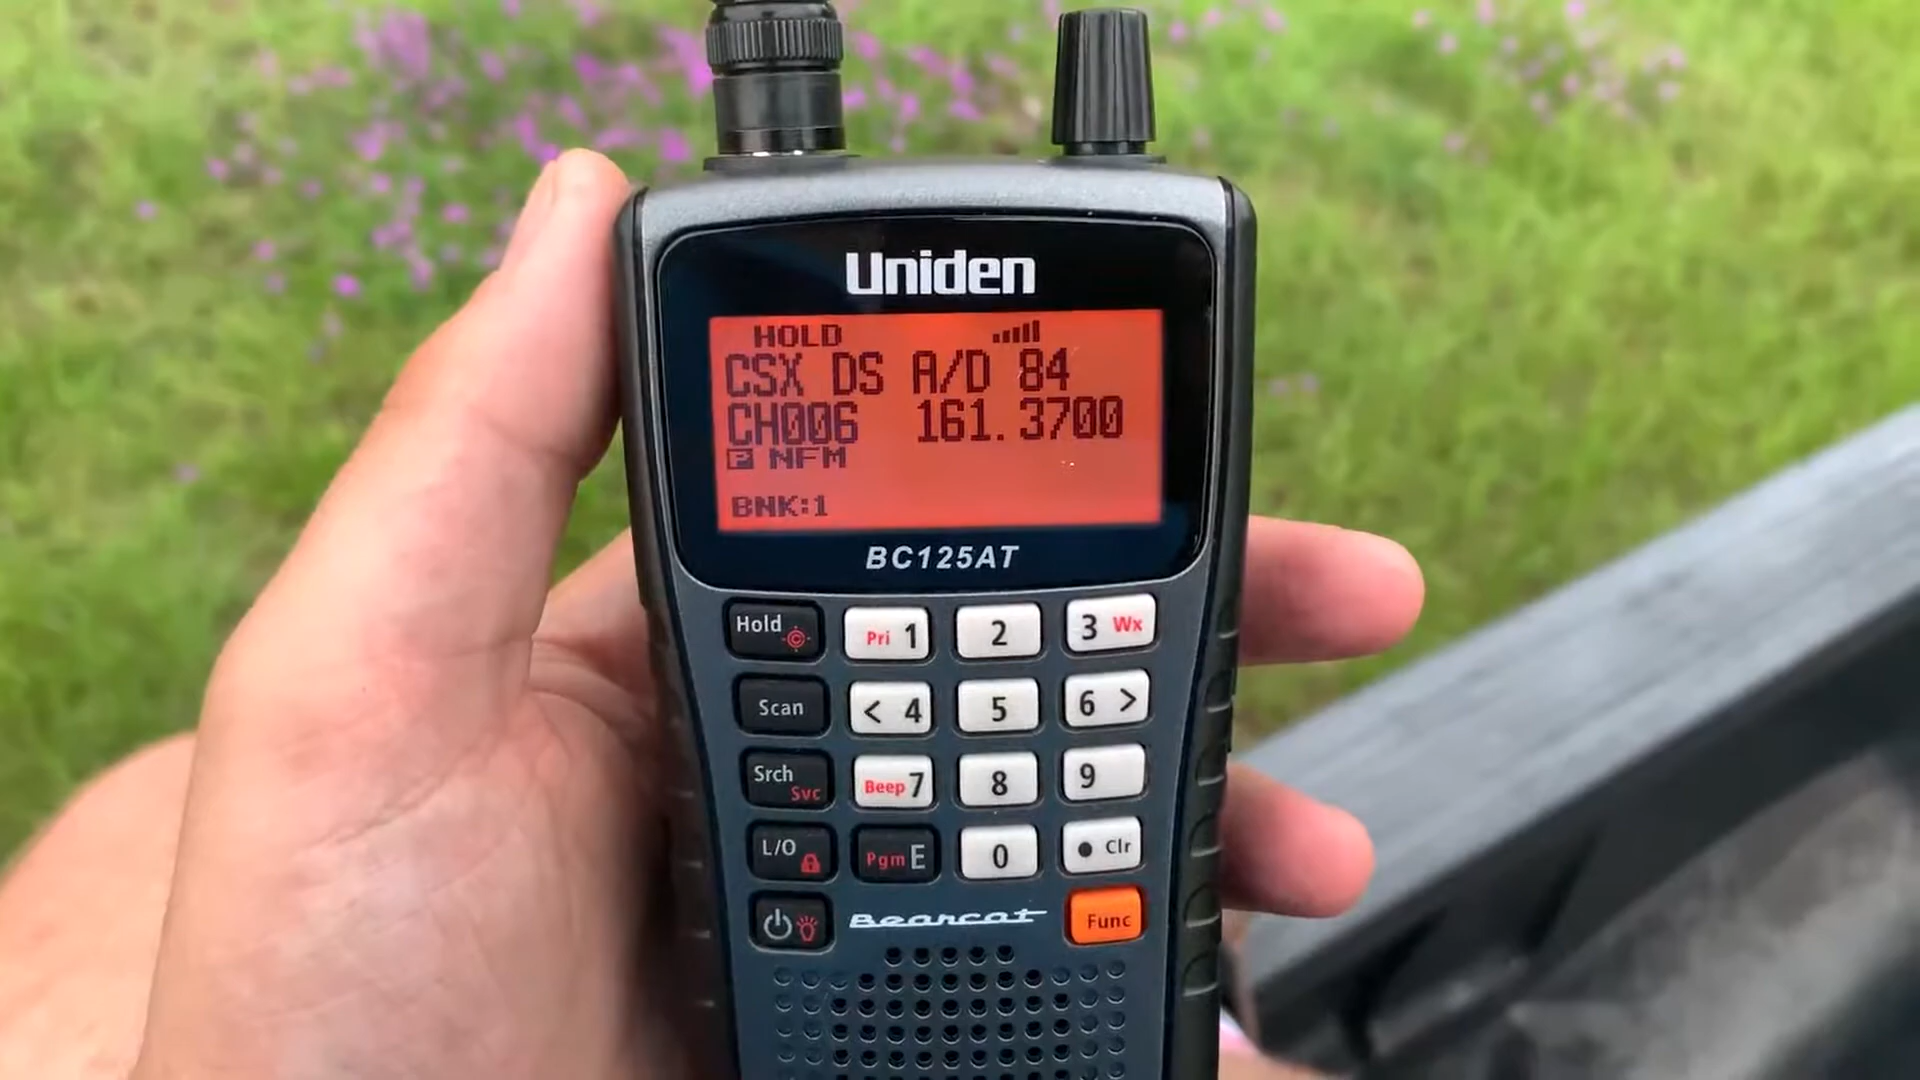 Uniden
HOLD
CSX DS A/D 84
CH006 161.3700
P NFM
BNK:1
BC125AT
Hold Pri 1 2 3 Wx
Scan < 4 5 6 >
Srch Svc Beep 7 8 9
L/O Pgm E 0 • Clr
Bearcat Func